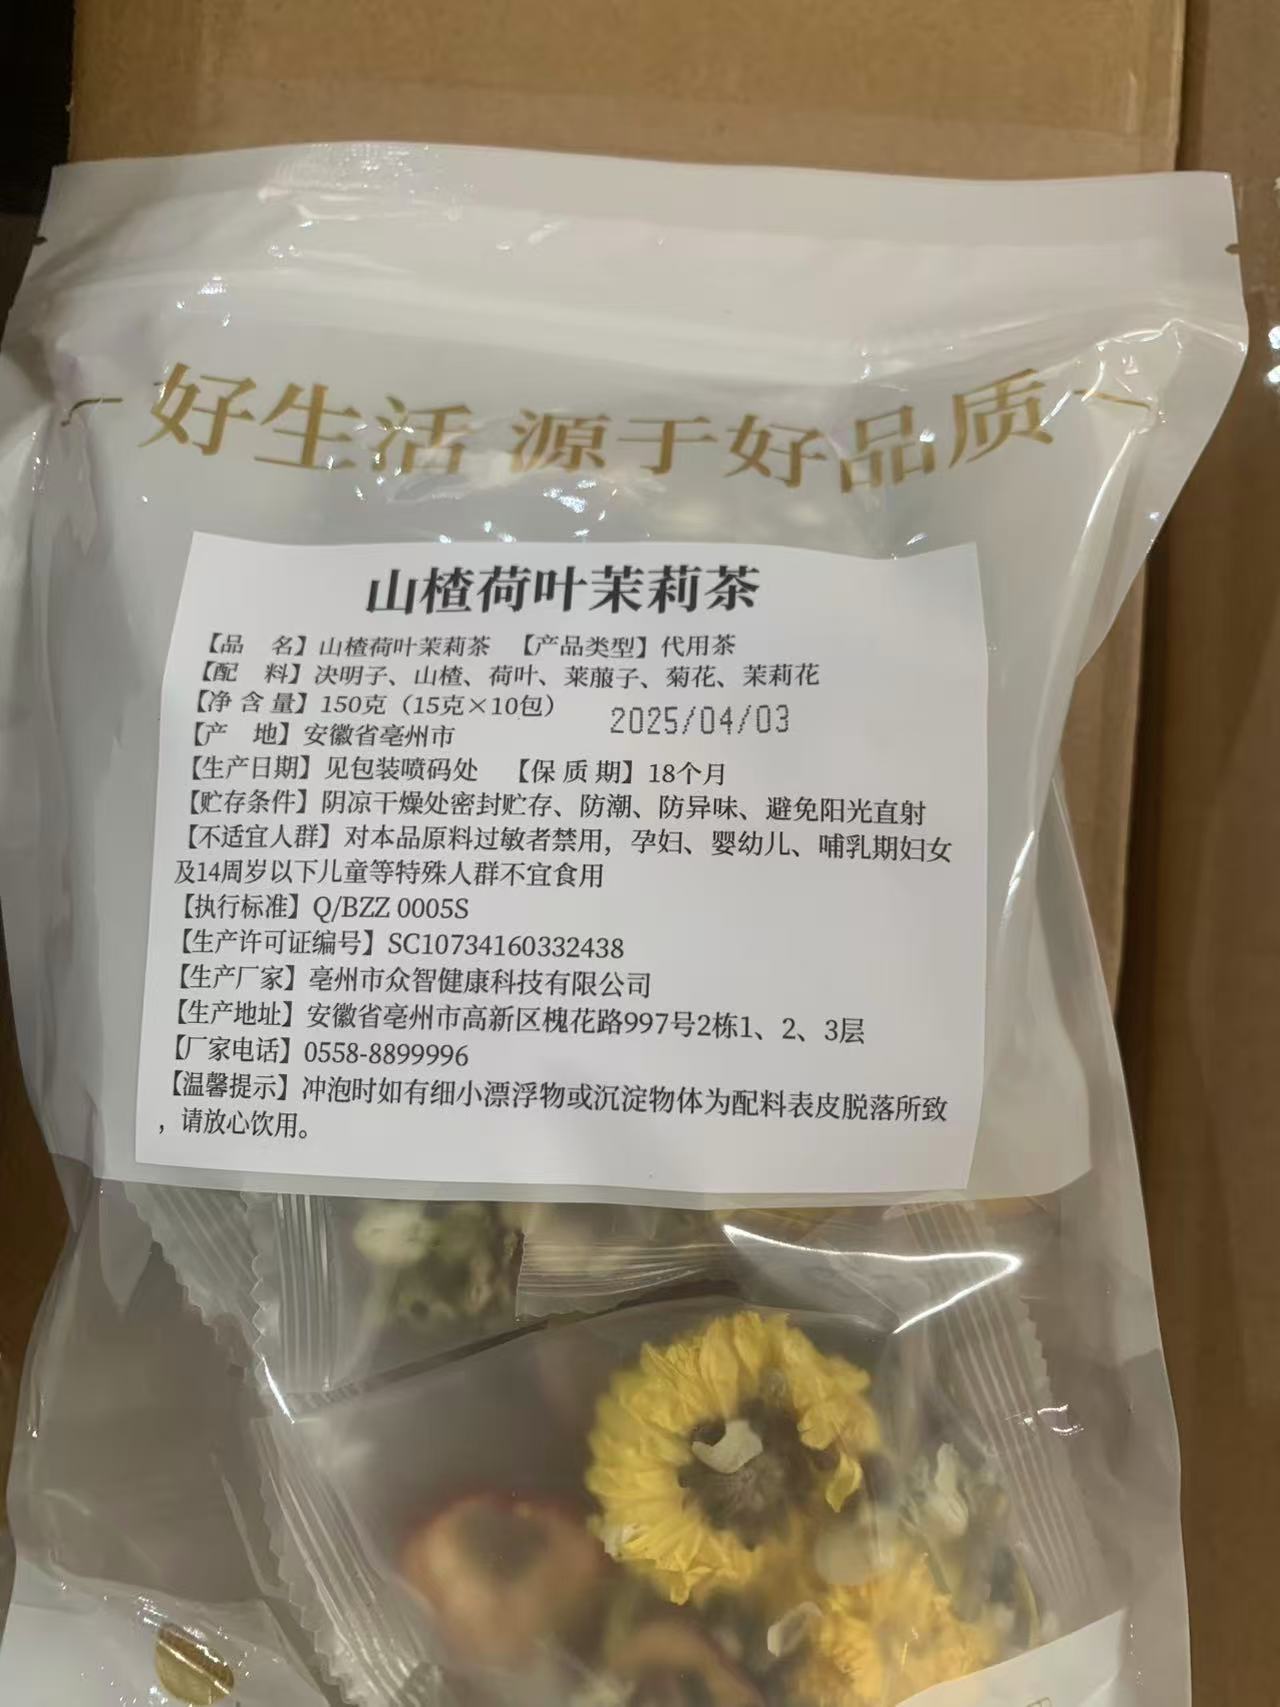 好生活 源于好品质
山楂荷叶茉莉茶
【品 名】山楂荷叶茉莉茶 【产品类型】代用茶
【配 料】决明子、山楂、荷叶、莱菔子、菊花、茉莉花
【净 含 量】150克（15克×10包）
2025/04/03
【产 地】安徽省亳州市
【生产日期】见包装喷码处 【保 质 期】18个月
【贮存条件】阴凉干燥处密封贮存、防潮、防异味、避免阳光直射
【不适宜人群】对本品原料过敏者禁用，孕妇、婴幼儿、哺乳期妇女
及14周岁以下儿童等特殊人群不宜食用
【执行标准】Q/BZZ 0005S
【生产许可证编号】SC10734160332438
【生产厂家】亳州市众智健康科技有限公司
【生产地址】安徽省亳州市高新区槐花路997号2栋1、2、3层
【厂家电话】0558-8899996
【温馨提示】冲泡时如有细小漂浮物或沉淀物体为配料表皮脱落所致
，请放心饮用。